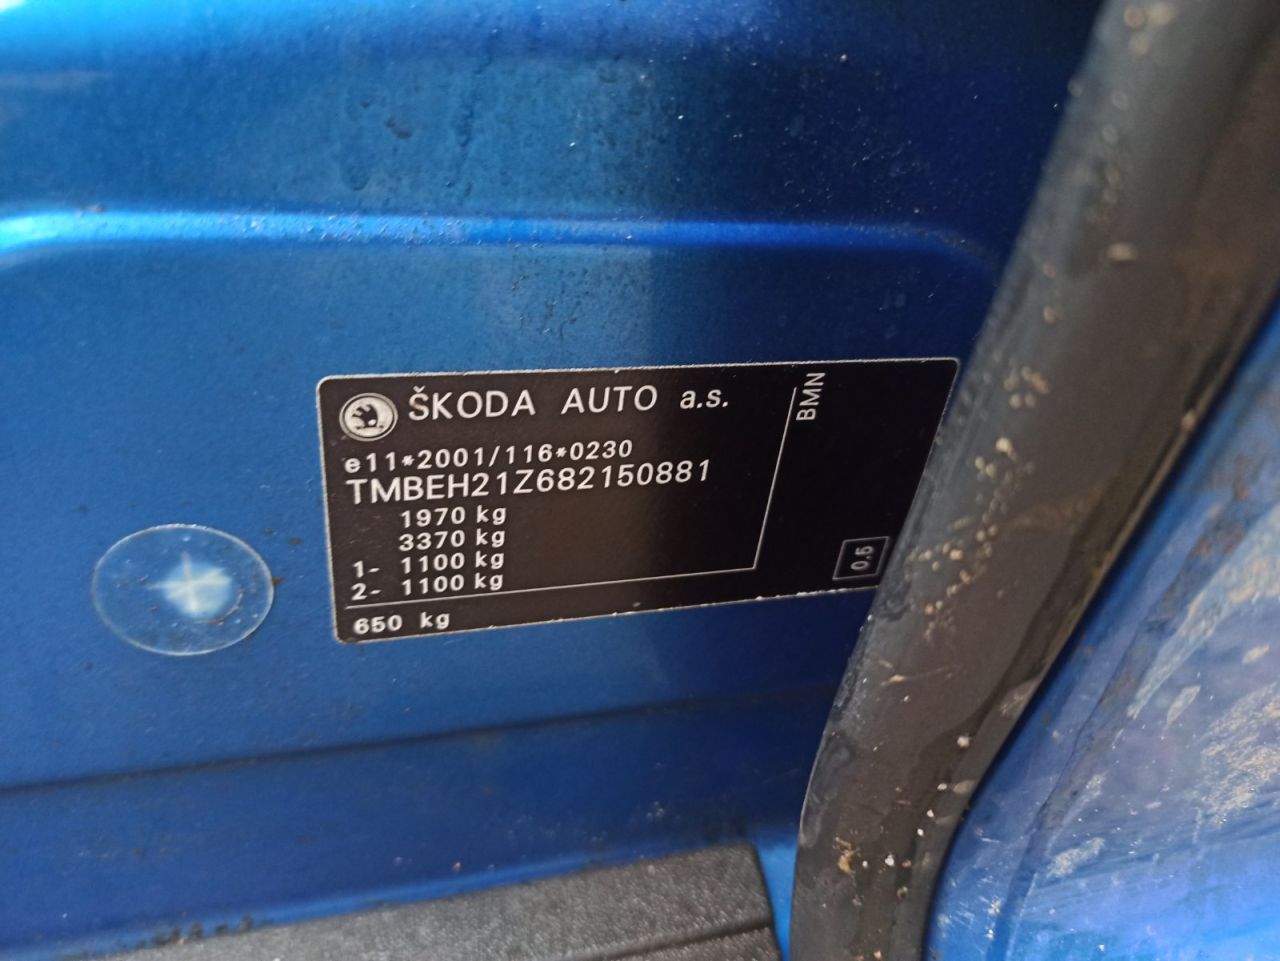 ŠKODA AUTO a.s.
BMN
e11*2001/116*0230
TMBEH21Z682150881
1970 kg
3370 kg
1- 1100 kg
2- 1100 kg
650 kg
0.5